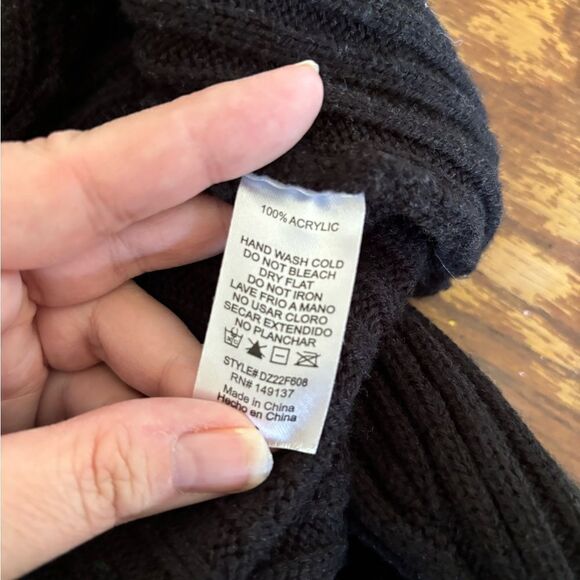 100% ACRYLIC
HAND WASH COLD
DO NOT BLEACH
DRY FLAT
DO NOT IRON
LAVE FRIO A MANO
NO USAR CLORO
SECAR EXTENDIDO
NO PLANCHAR
STYLE# DZ22F608
RN# 149137
Made in China
Hecho en China